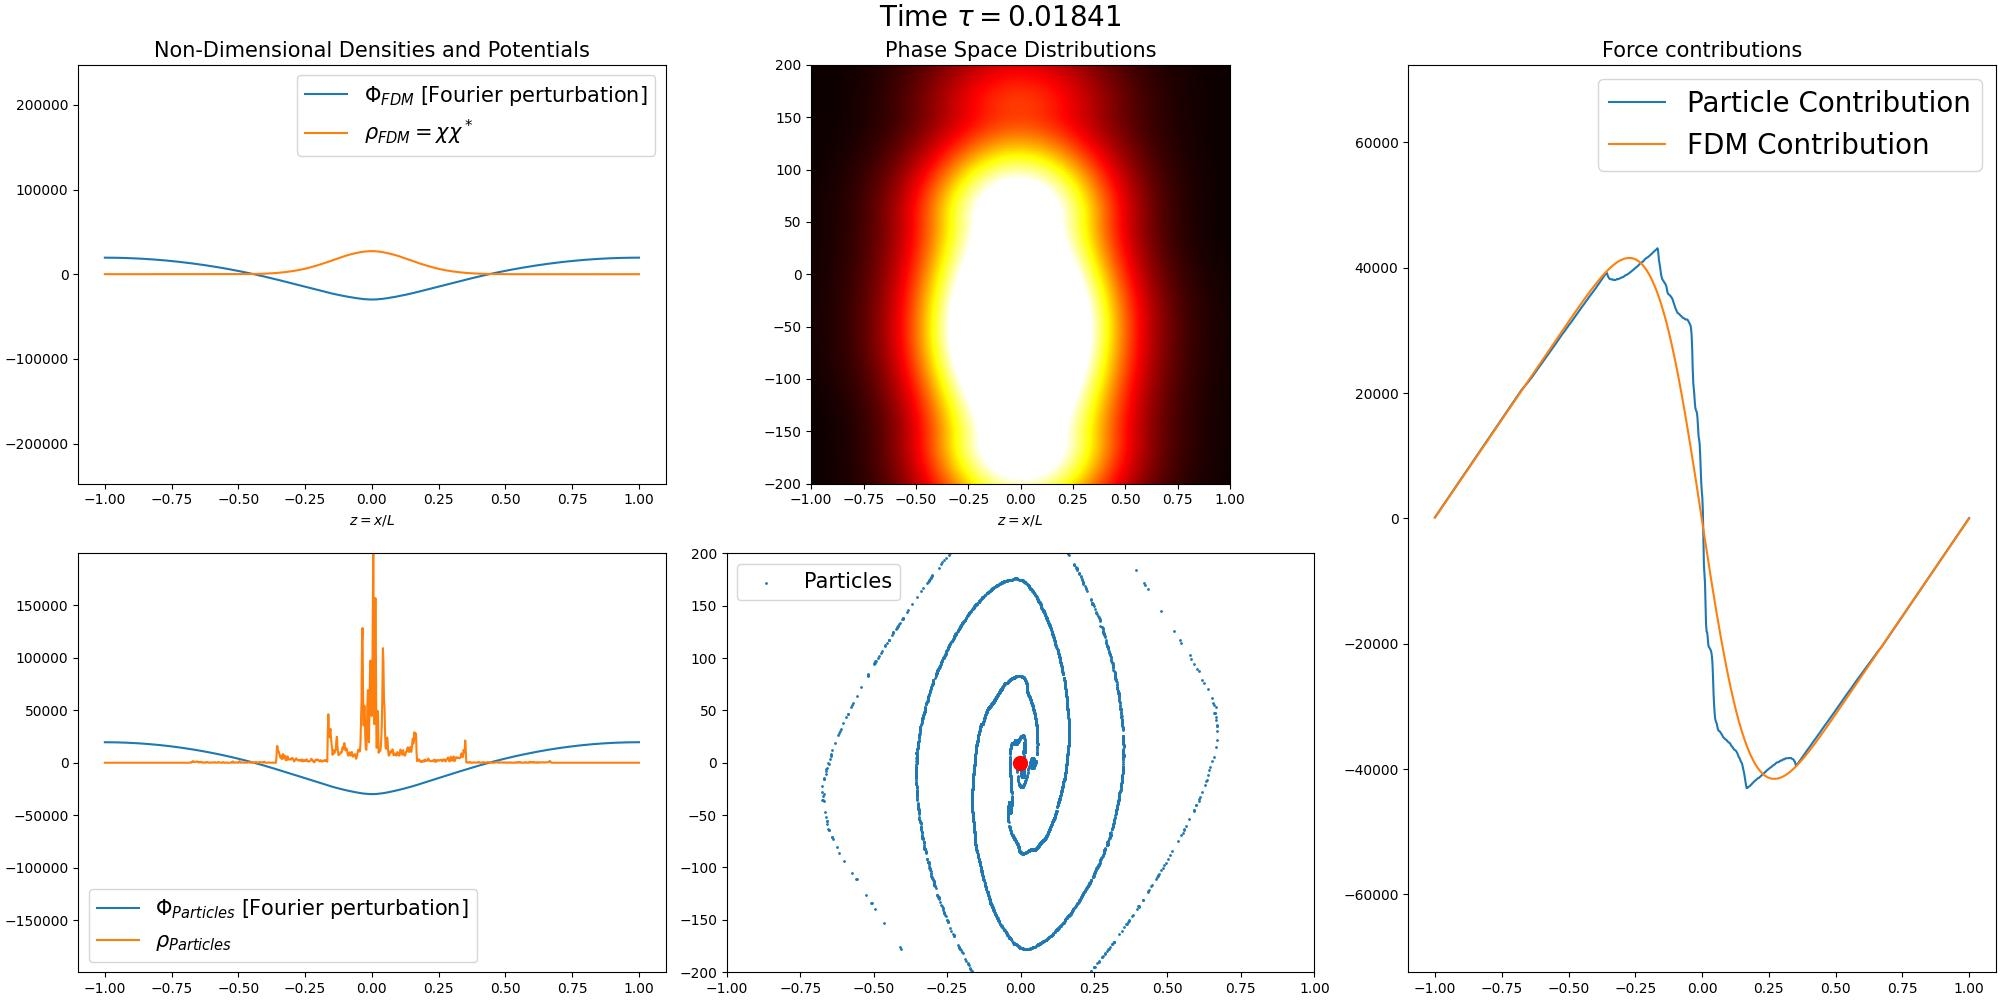 Time τ = 0.01841
Non-Dimensional Densities and Potentials
Φ_FDM [Fourier perturbation]
ρ_FDM = χχ*
200000
100000
0
−100000
−200000
−1.00 −0.75 −0.50 −0.25 0.00 0.25 0.50 0.75 1.00
z = x/L
Phase Space Distributions
200
150
100
50
0
−50
−100
−150
−200
−1.00 −0.75 −0.50 −0.25 0.00 0.25 0.50 0.75 1.00
z = x/L
Force contributions
Particle Contribution
FDM Contribution
60000
40000
20000
0
−20000
−40000
−60000
−1.00 −0.75 −0.50 −0.25 0.00 0.25 0.50 0.75 1.00
150000
100000
50000
0
−50000
−100000
−150000
Φ_Particles [Fourier perturbation]
ρ_Particles
−1.00 −0.75 −0.50 −0.25 0.00 0.25 0.50 0.75 1.00
Particles
200
150
100
50
0
−50
−100
−150
−200
−1.00 −0.75 −0.50 −0.25 0.00 0.25 0.50 0.75 1.00